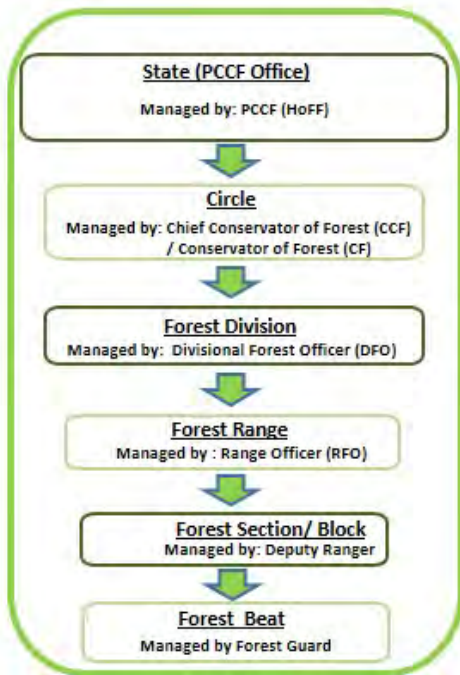 State (PCCF Office)
Managed by: PCCF (HoFF)
Circle
Managed by: Chief Conservator of Forest (CCF)
/ Conservator of Forest (CF)
Forest Division
Managed by: Divisional Forest Officer (DFO)
Forest Range
Managed by : Range Officer (RFO)
Forest Section/ Block
Managed by: Deputy Ranger
Forest Beat
Managed by Forest Guard